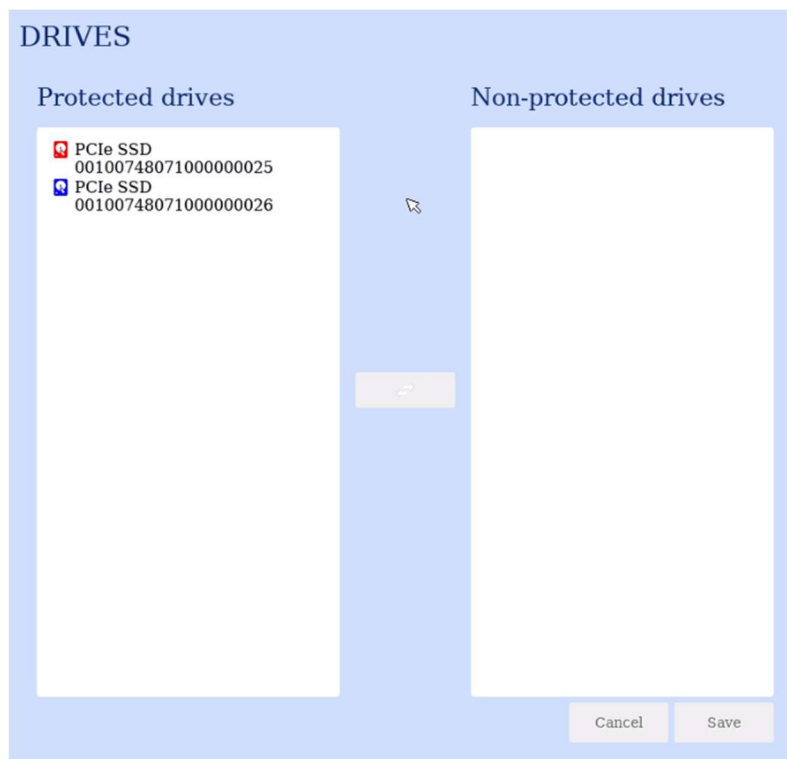 DRIVES
Protected drives
Non-protected drives
PCIe SSD
00100748071000000025
PCIe SSD
00100748071000000026
Cancel
Save